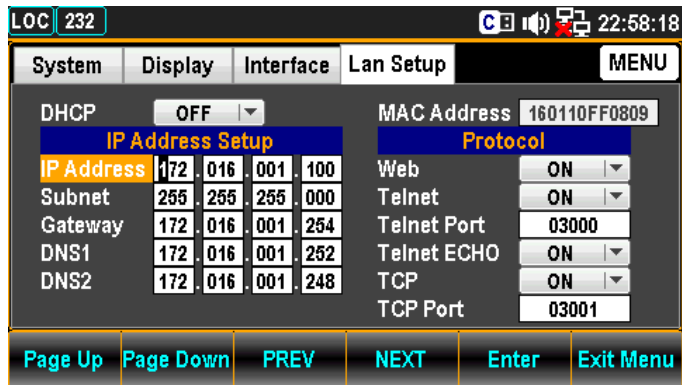 LOC 232 C 22:58:18
System Display Interface Lan Setup MENU
DHCP OFF MAC Address 160110FF0809
IP Address Setup Protocol
IP Address 172.016.001.100 Web ON
Subnet 255.255.255.000 Telnet ON
Gateway 172.016.001.254 Telnet Port 03000
DNS1 172.016.001.252 Telnet ECHO ON
DNS2 172.016.001.248 TCP ON
TCP Port 03001
Page Up Page Down PREV NEXT Enter Exit Menu